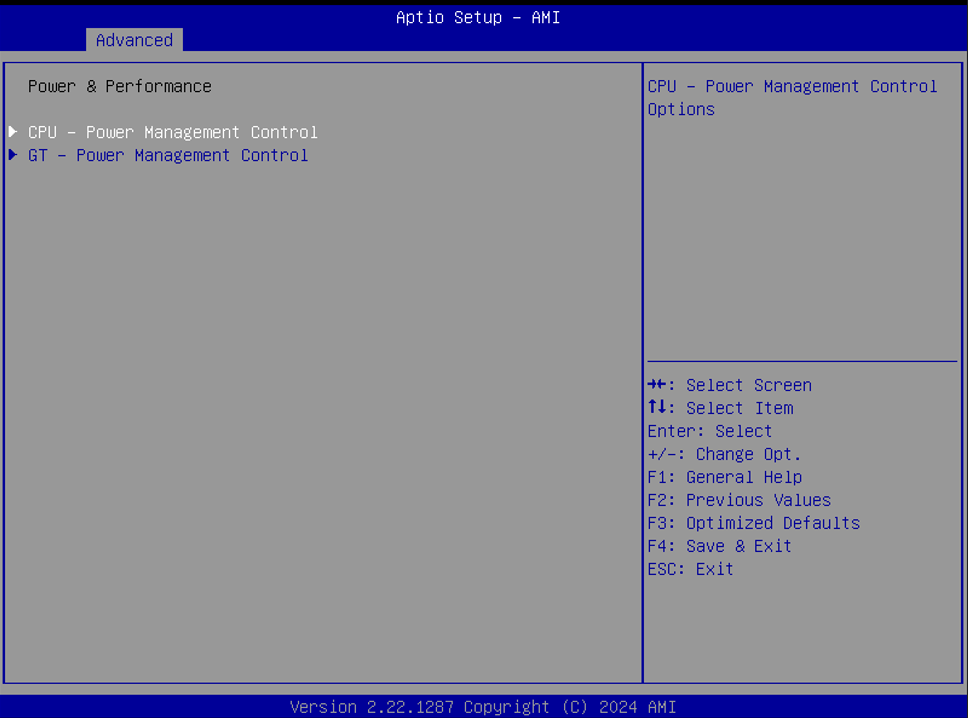 Aptio Setup – AMI
Advanced
Power & Performance
CPU – Power Management Control
GT – Power Management Control
CPU – Power Management Control
Options
→←: Select Screen
↑↓: Select Item
Enter: Select
+/-: Change Opt.
F1: General Help
F2: Previous Values
F3: Optimized Defaults
F4: Save & Exit
ESC: Exit
Version 2.22.1287 Copyright (C) 2024 AMI